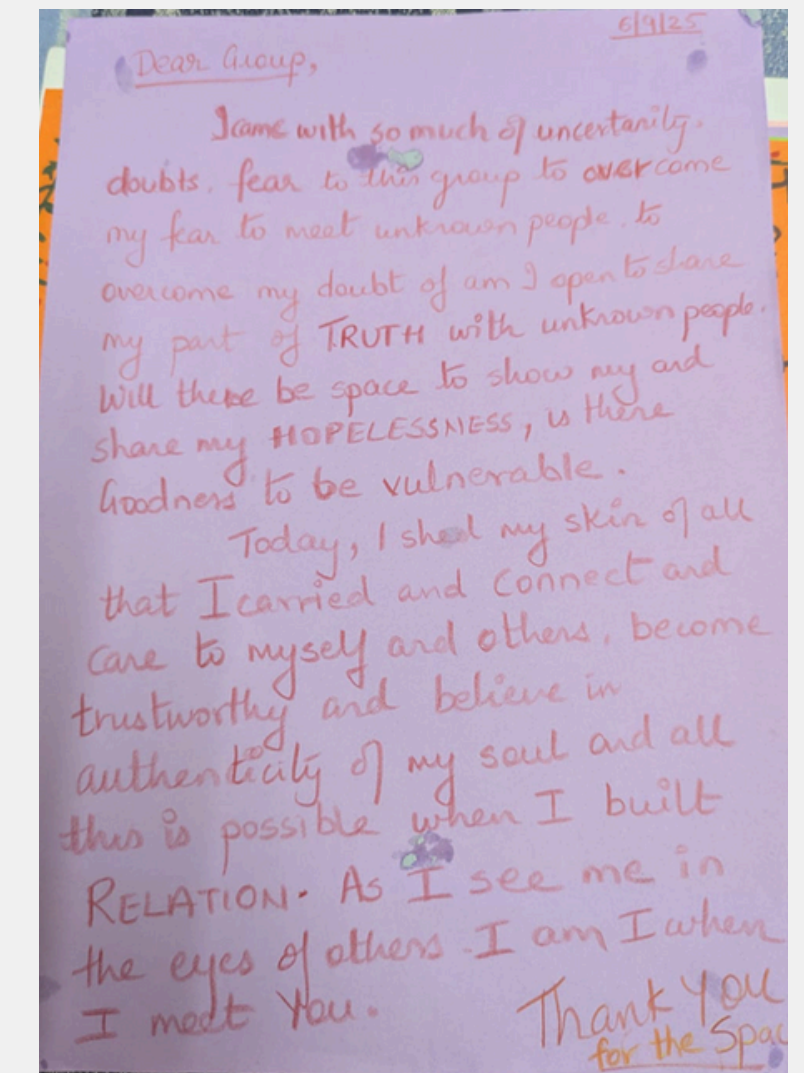 6/9/25
Dear Group,
I came with so much of uncertanity.
doubts, fear to this group to overcome
my fear to meet unknown people, to
overcome my doubt of am I open to share
my part of TRUTH with unknown people.
Will there be space to show my and
share my HOPELESSNESS, is there
Goodness to be vulnerable.
Today, I shed my skin of all
that I carried and connect and
care to myself and others, become
trustworthy and believe in
authenticity of my soul and all
this is possible when I built
RELATION. As I see me in
the eyes of others. I am I when
I meet You.
Thank You
for the Spac